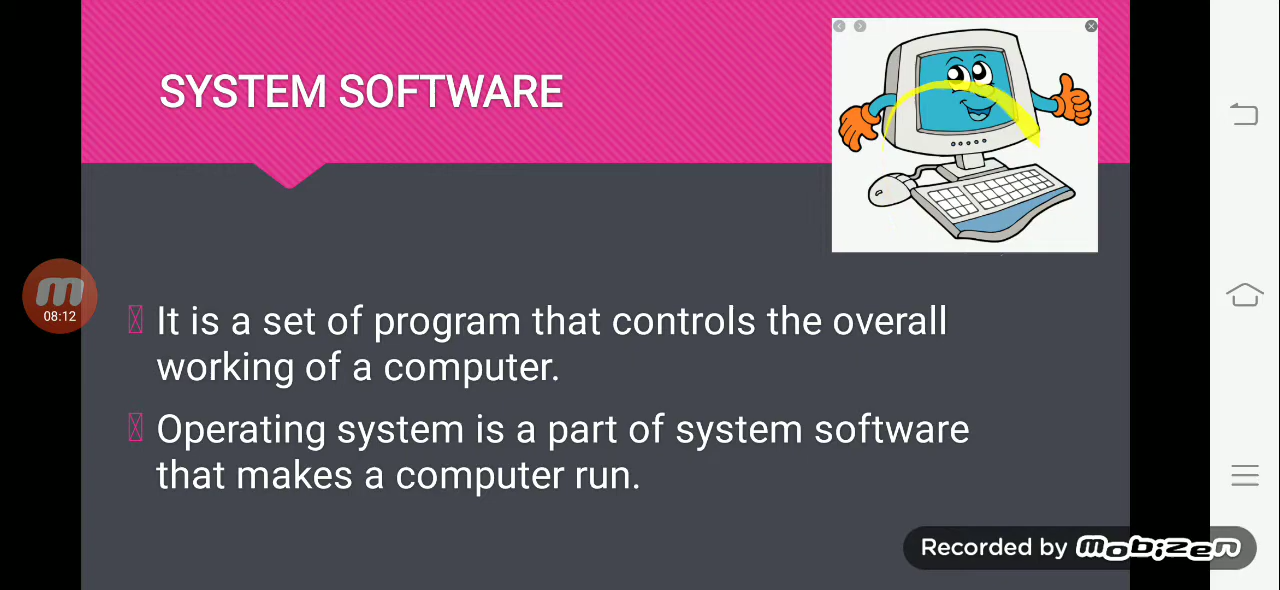 SYSTEM SOFTWARE
08:12
It is a set of program that controls the overall
working of a computer.
Operating system is a part of system software
that makes a computer run.
Recorded by Mobizen